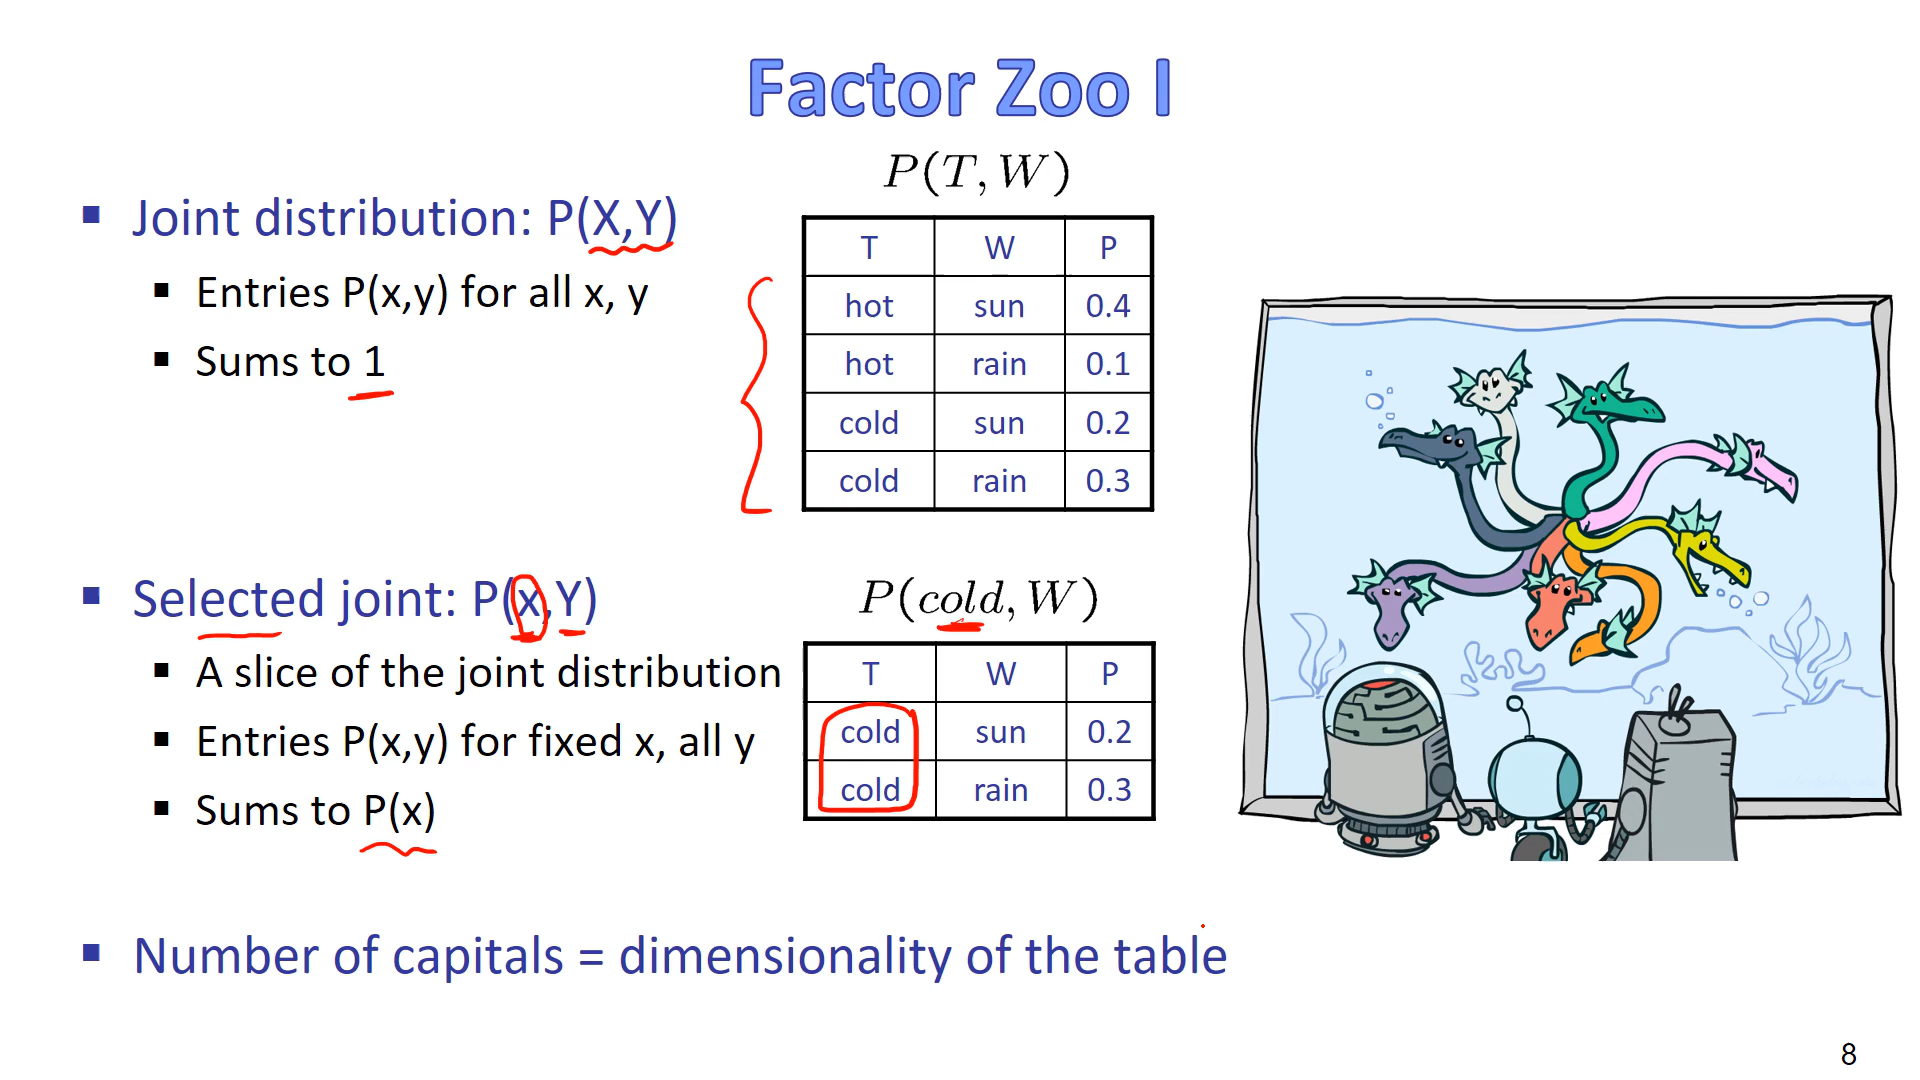 Factor Zoo I
Joint distribution: P(X,Y)
Entries P(x,y) for all x, y
Sums to 1
P(T, W)
T W P
hot sun 0.4
hot rain 0.1
cold sun 0.2
cold rain 0.3
Selected joint: P(x,Y)
A slice of the joint distribution
Entries P(x,y) for fixed x, all y
Sums to P(x)
P(cold, W)
T W P
cold sun 0.2
cold rain 0.3
Number of capitals = dimensionality of the table
8